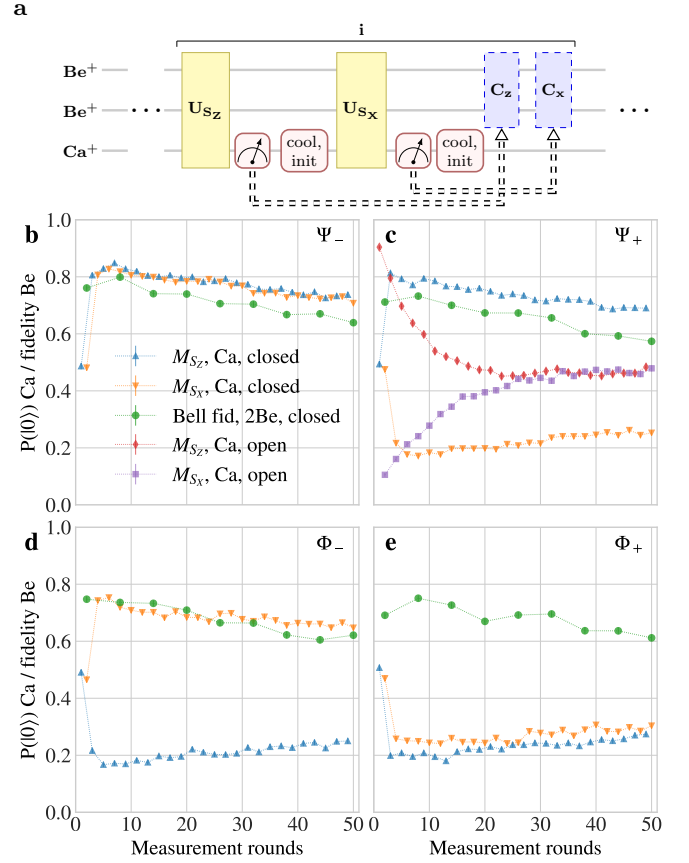 a
i
Be⁺
Be⁺ ... U_{S_Z} U_{S_X} C_z C_x ...
Ca⁺ cool, init cool, init
b Ψ₋
c Ψ₊
P(|0⟩) Ca / fidelity Be
1.0
0.8
0.6
0.4
0.2
0.0
M_{S_Z}, Ca, closed
M_{S_X}, Ca, closed
Bell fid, 2Be, closed
M_{S_Z}, Ca, open
M_{S_X}, Ca, open
d Φ₋
e Φ₊
P(|0⟩) Ca / fidelity Be
1.0
0.8
0.6
0.4
0.2
0.0
0 10 20 30 40 50 0 10 20 30 40 50
Measurement rounds Measurement rounds